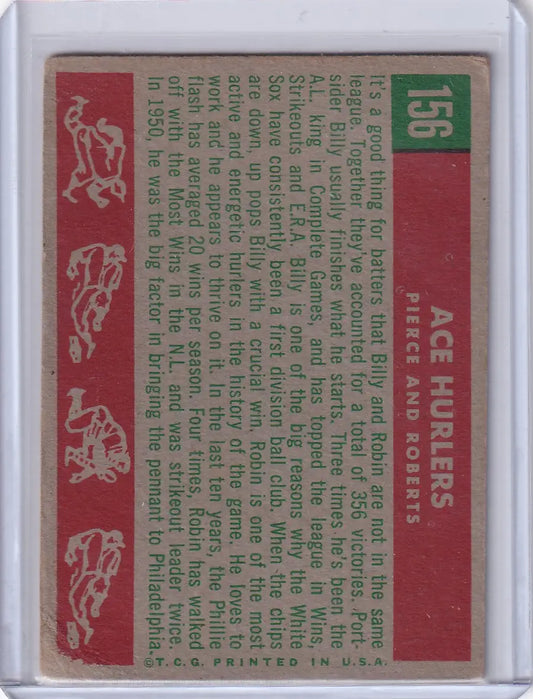 156
ACE HURLERS
PIERCE AND ROBERTS
It's a good thing for batters that Billy and Robin are not in the same
league. Together they've accounted for a total of 356 victories. Port-
sider Billy usually finishes what he starts. Three times he's been the
A.L. king in Complete Games, and has topped the league in Wins
Strikeouts and E.R.A. Billy is one of the big reasons why the White
Sox have consistently been a first division ball club. When the chips
are down, up pops Billy with a crucial win. Robin is one of the most
active and energetic hurlers in the history of the game. He loves to
work and he appears to thrive on it. In the last ten years, the Phillie
flash has averaged 20 wins per season. Four times, Robin has walked
off with the Most Wins in the N.L. and was strikeout leader twice.
In 1950, he was the big factor in bringing the pennant to Philadelphia.
©T.C.G. PRINTED IN U.S.A.